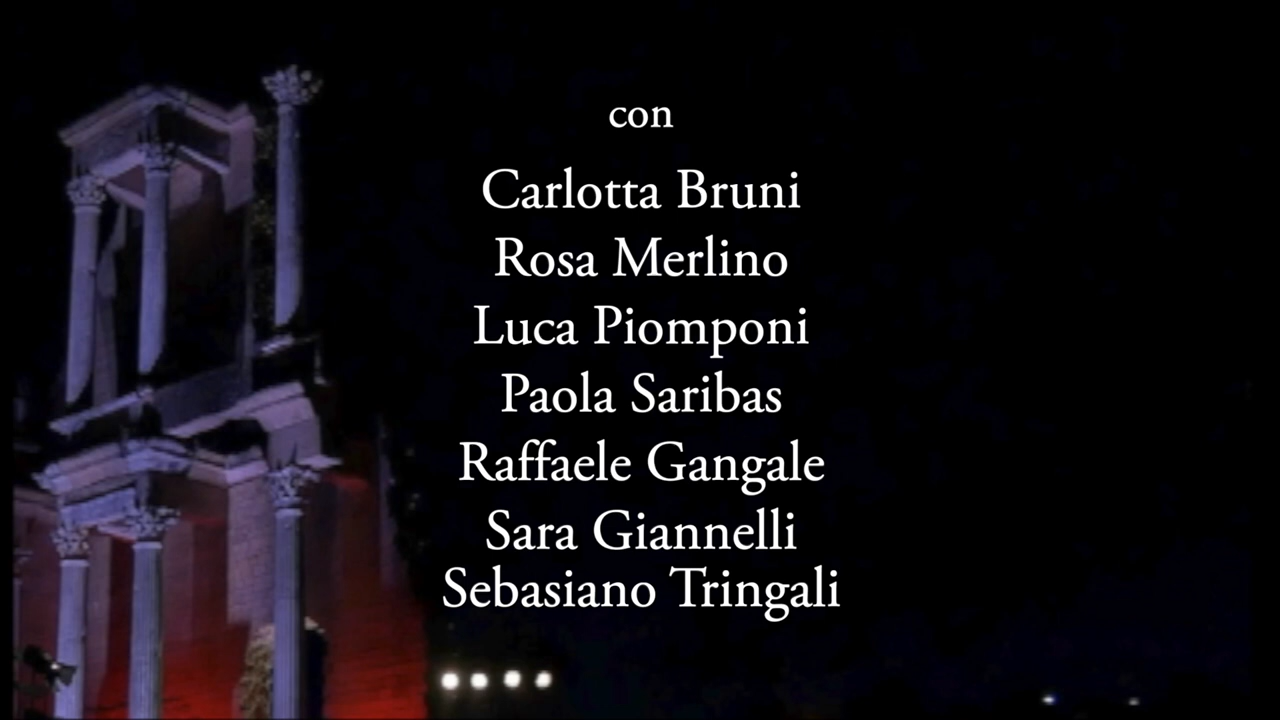 con
Carlotta Bruni
Rosa Merlino
Luca Piomponi
Paola Saribas
Raffaele Gangale
Sara Giannelli
Sebasiano Tringali